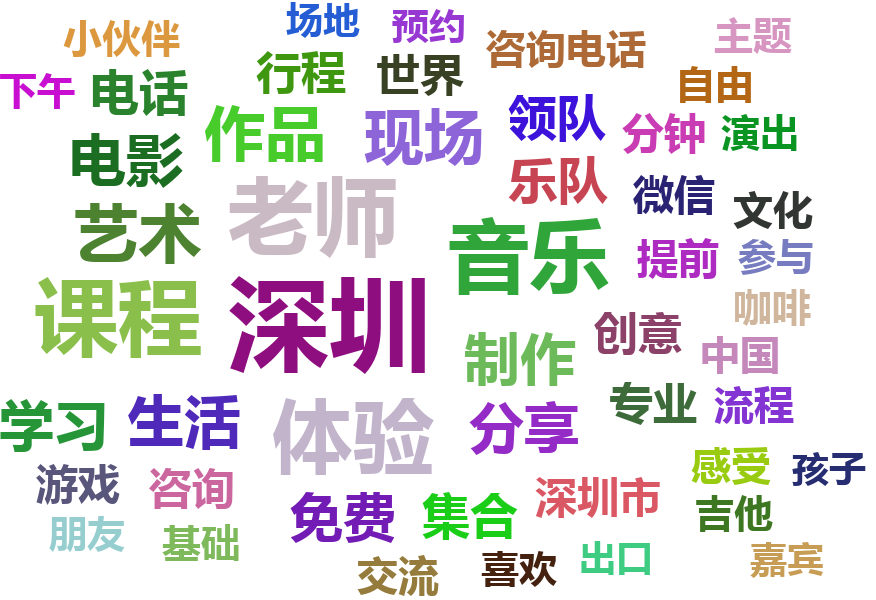 场地
预约
小伙伴
主题
咨询电话
行程
世界
自由
下午
电话
领队
作品
现场
分钟
演出
电影
乐队
微信
文化
艺术
老师
音乐
提前
参与
课程
深圳
咖啡
创意
中国
制作
专业
流程
学习
生活
体验
分享
感受
孩子
游戏
咨询
深圳市
吉他
免费
集合
朋友
基础
出口
嘉宾
交流
喜欢